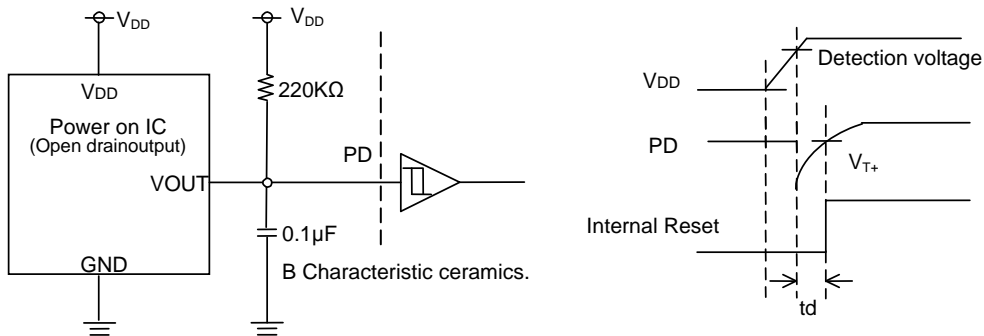 VDD
VDD
VDD
Power on IC
(Open drainoutput)
VOUT
GND
220KΩ
PD
0.1µF
B Characteristic ceramics.
Detection voltage
VDD
PD
VT+
Internal Reset
td